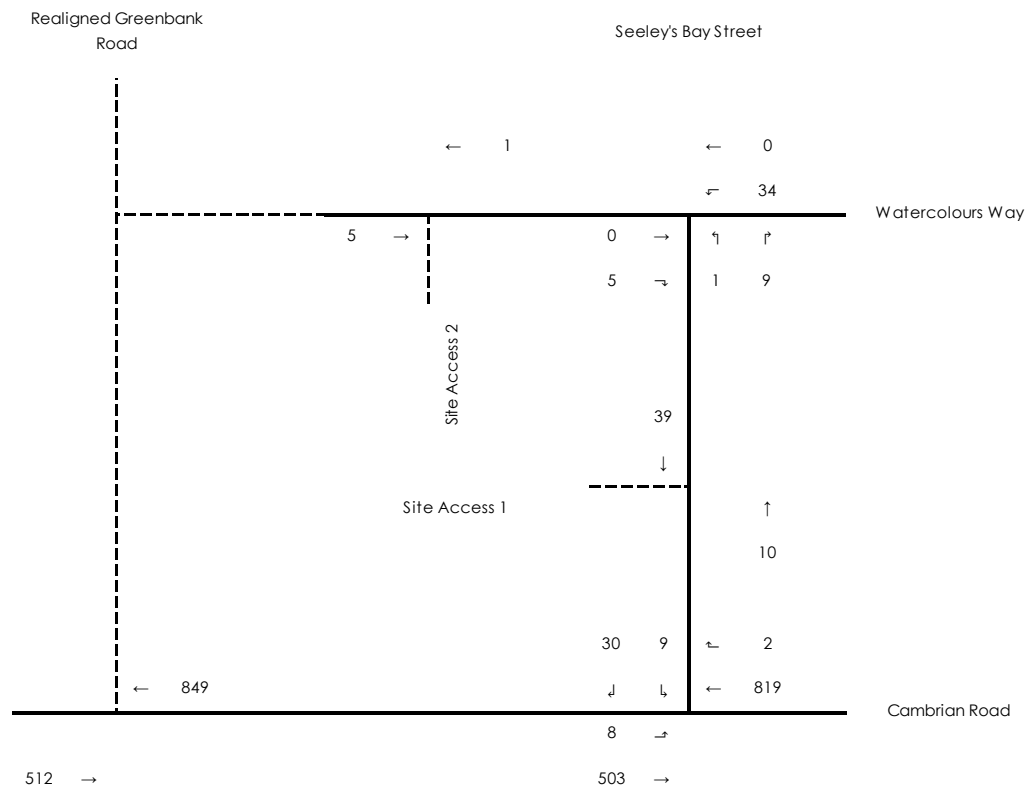 Realigned Greenbank
Road
Seeley's Bay Street
← 1
← 0
↰ 34
Watercolours Way
5 →
0 →
↰ ↱
5 ↴
1 9
Site Access 2
39
↓
Site Access 1
↑
10
30 9
↰ 2
← 849
↲ ↳
← 819
Cambrian Road
8 ↱
512 →
503 →